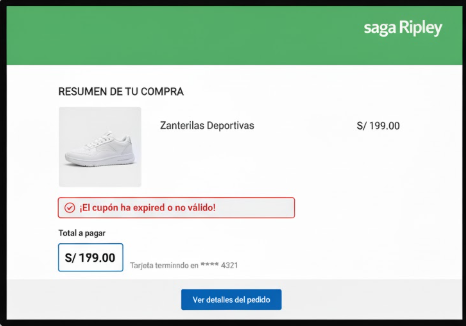 saga Ripley
RESUMEN DE TU COMPRA
Zanterilas Deportivas S/ 199.00
¡El cupón ha expired o no válido!
Total a pagar
S/ 199.00
Tarjeta terminndo en **** 4321
Ver detalles del pedido